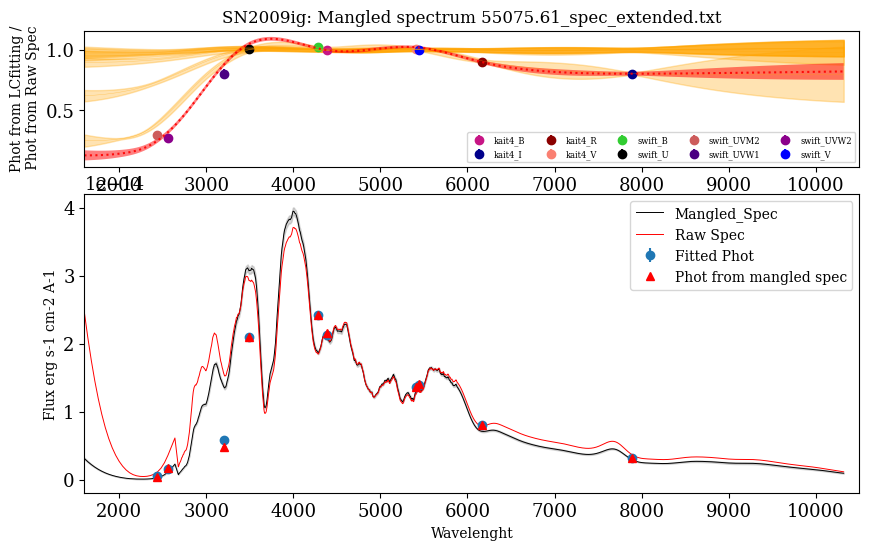 SN2009ig: Mangled spectrum 55075.61_spec_extended.txt
Phot from LCfitting /
Phot from Raw Spec
1.0
0.5
kait4_B kait4_R swift_B swift_UVM2 swift_UVW2
kait4_I kait4_V swift_U swift_UVW1 swift_V
2000 3000 4000 5000 6000 7000 8000 9000 10000
1e−14
Flux erg s-1 cm-2 A-1
4
3
2
1
0
Mangled_Spec
Raw Spec
Fitted Phot
Phot from mangled spec
2000 3000 4000 5000 6000 7000 8000 9000 10000
Wavelenght